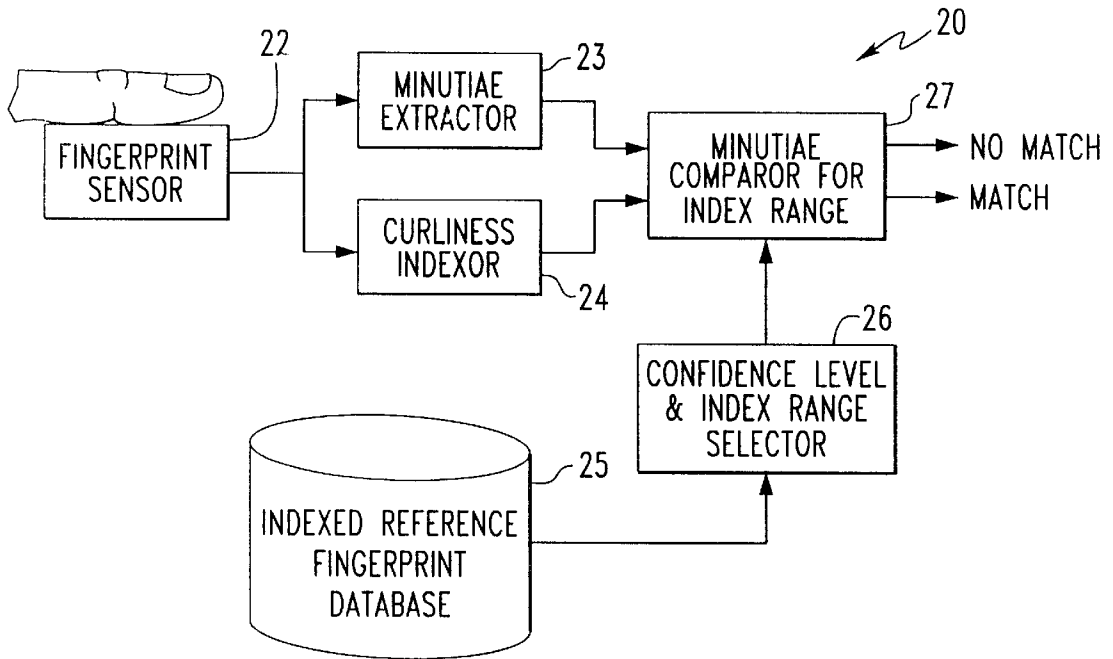 20
22
FINGERPRINT
SENSOR
23
MINUTIAE
EXTRACTOR
CURLINESS
INDEXOR
24
27
MINUTIAE
COMPAROR FOR
INDEX RANGE
NO MATCH
MATCH
26
CONFIDENCE LEVEL
& INDEX RANGE
SELECTOR
25
INDEXED REFERENCE
FINGERPRINT
DATABASE